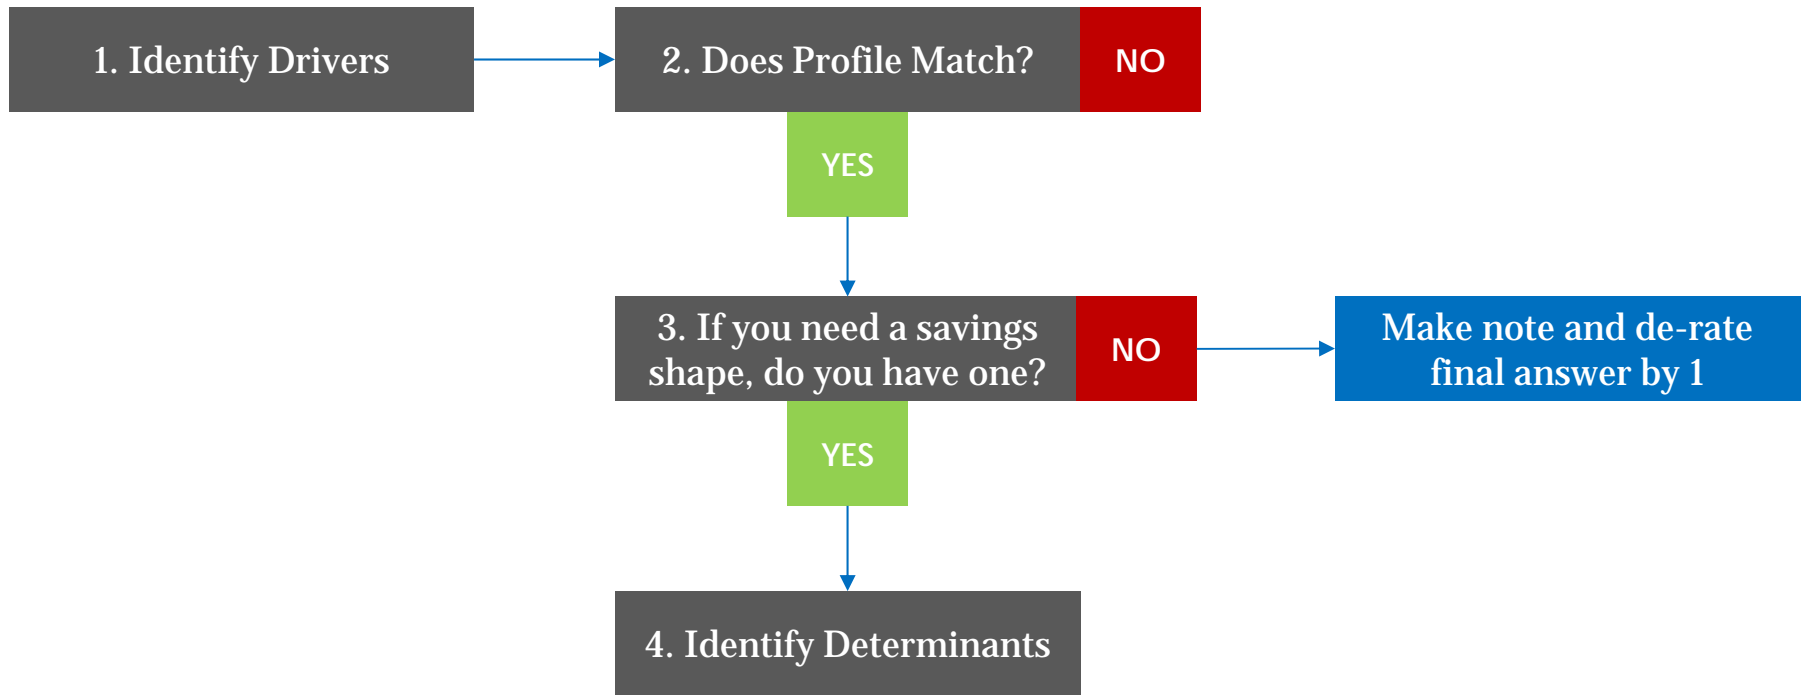 1. Identify Drivers
2. Does Profile Match?
NO
YES
3. If you need a savings
shape, do you have one?
NO
Make note and de-rate
final answer by 1
YES
4. Identify Determinants